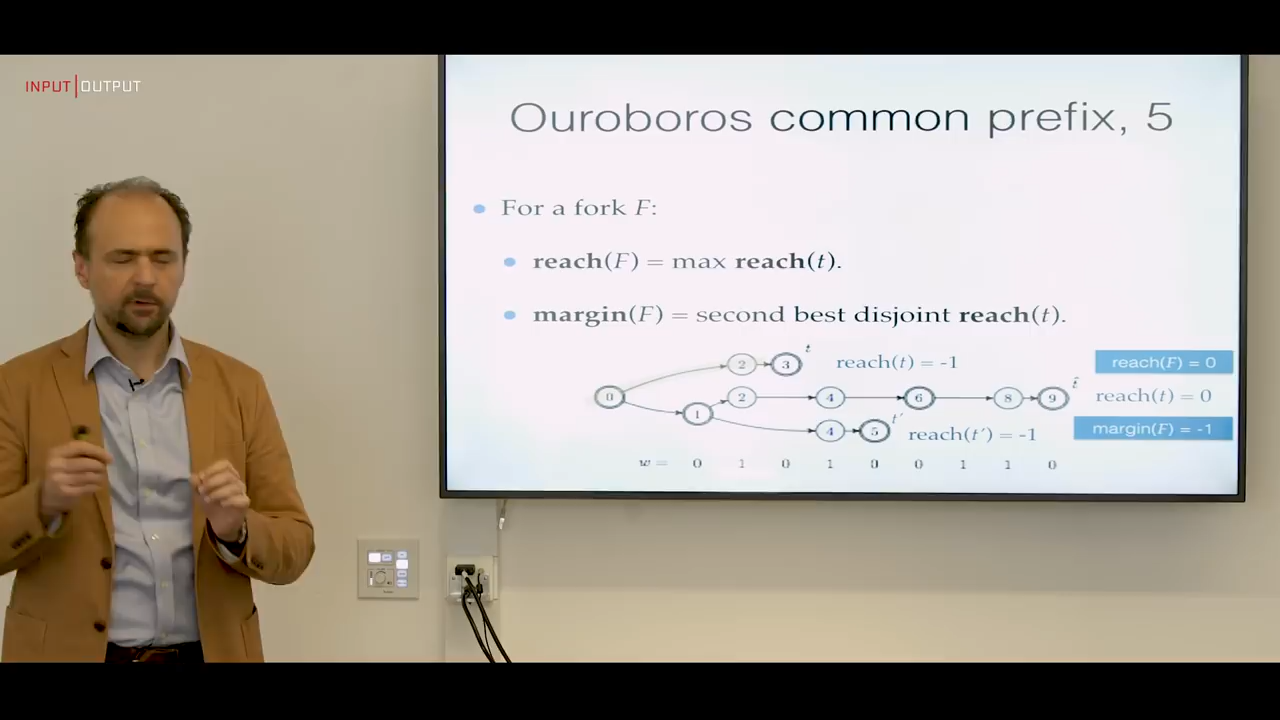 INPUT | OUTPUT
Ouroboros common prefix, 5
• For a fork F:
• reach(F) = max reach(t).
• margin(F) = second best disjoint reach(t).
2 3 t reach(t) = -1 reach(F) = 0
0 2 4 6 8 9 t̂ reach(t) = 0
1 4 5 t′ reach(t′) = -1 margin(F) = -1
w = 0 1 0 1 0 0 1 1 0